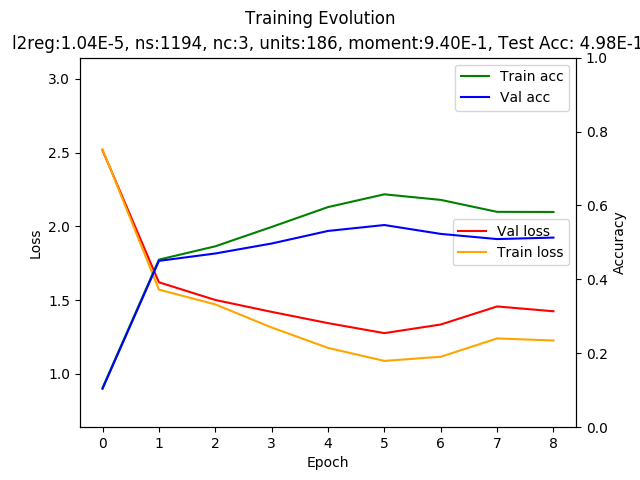 Training Evolution
l2reg:1.04E-5, ns:1194, nc:3, units:186, moment:9.40E-1, Test Acc: 4.98E-1
Train acc
Val acc
Val loss
Train loss
3.0
2.5
2.0
1.5
1.0
Loss
1.0
0.8
0.6
0.4
0.2
0.0
Accuracy
0 1 2 3 4 5 6 7 8
Epoch